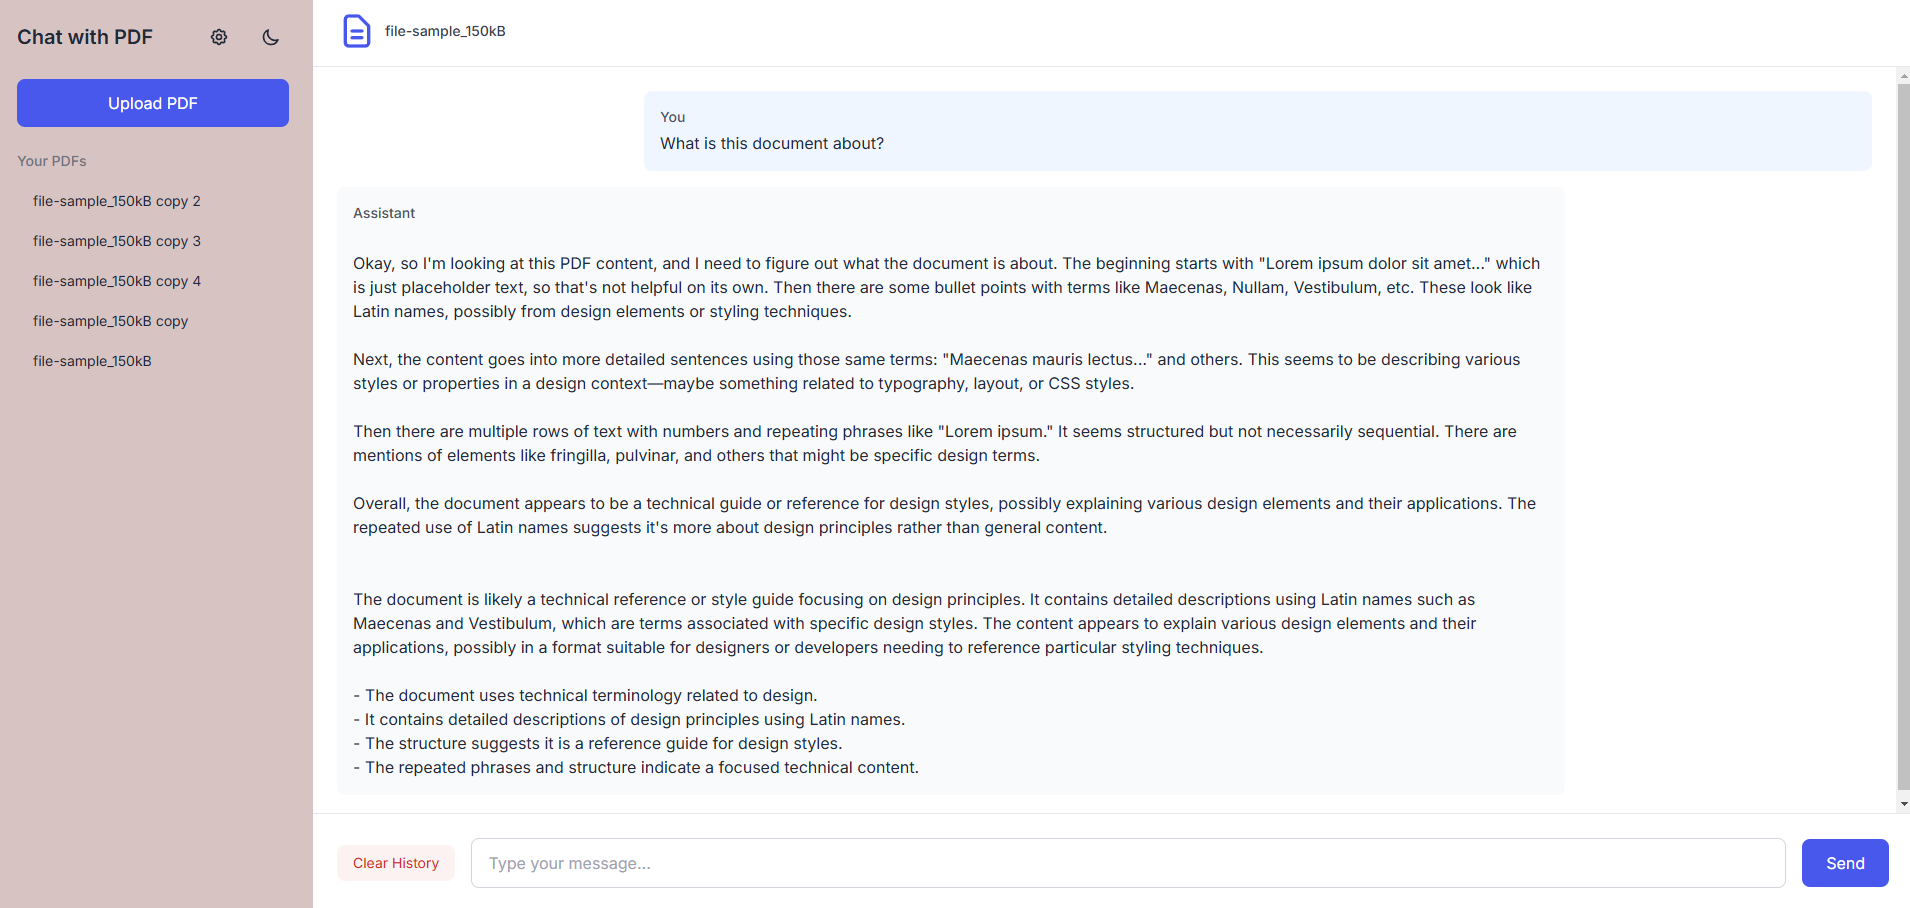 Chat with PDF
Upload PDF
Your PDFs
file-sample_150kB copy 2
file-sample_150kB copy 3
file-sample_150kB copy 4
file-sample_150kB copy
file-sample_150kB
file-sample_150kB
You
What is this document about?
Assistant
Okay, so I'm looking at this PDF content, and I need to figure out what the document is about. The beginning starts with "Lorem ipsum dolor sit amet..." which
is just placeholder text, so that's not helpful on its own. Then there are some bullet points with terms like Maecenas, Nullam, Vestibulum, etc. These look like
Latin names, possibly from design elements or styling techniques.
Next, the content goes into more detailed sentences using those same terms: "Maecenas mauris lectus..." and others. This seems to be describing various
styles or properties in a design context—maybe something related to typography, layout, or CSS styles.
Then there are multiple rows of text with numbers and repeating phrases like "Lorem ipsum." It seems structured but not necessarily sequential. There are
mentions of elements like fringilla, pulvinar, and others that might be specific design terms.
Overall, the document appears to be a technical guide or reference for design styles, possibly explaining various design elements and their applications. The
repeated use of Latin names suggests it's more about design principles rather than general content.
The document is likely a technical reference or style guide focusing on design principles. It contains detailed descriptions using Latin names such as
Maecenas and Vestibulum, which are terms associated with specific design styles. The content appears to explain various design elements and their
applications, possibly in a format suitable for designers or developers needing to reference particular styling techniques.
- The document uses technical terminology related to design.
- It contains detailed descriptions of design principles using Latin names.
- The structure suggests it is a reference guide for design styles.
- The repeated phrases and structure indicate a focused technical content.
Clear History
Type your message...
Send